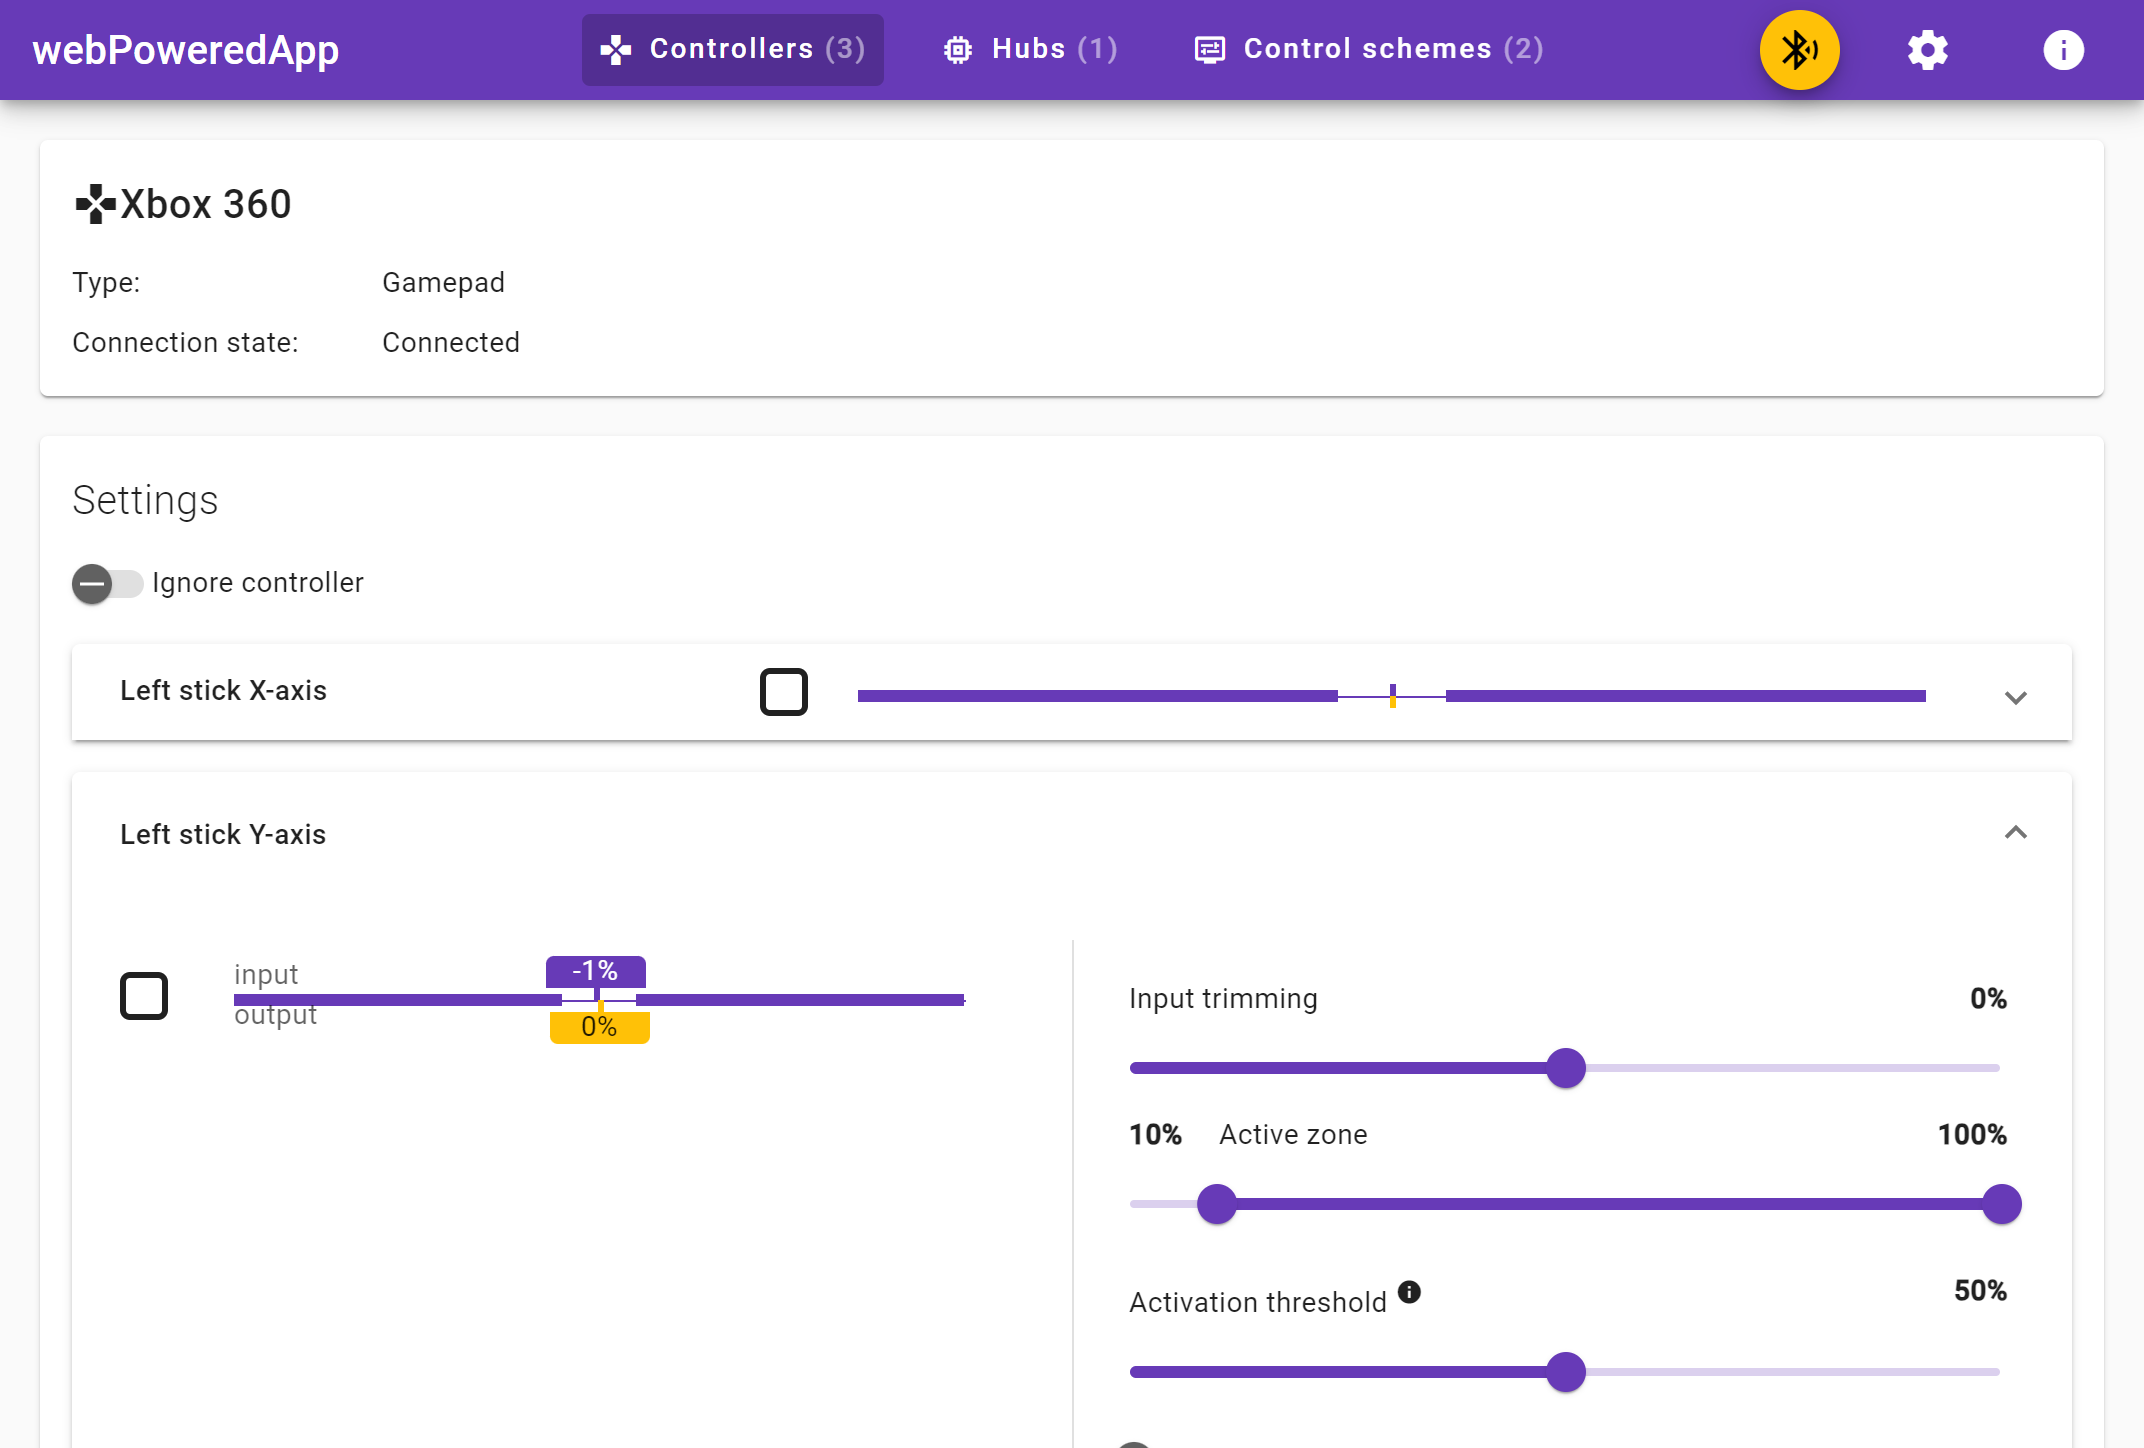 webPoweredApp
Controllers (3)
Hubs (1)
Control schemes (2)
Xbox 360
Type: Gamepad
Connection state: Connected
Settings
Ignore controller
Left stick X-axis
Left stick Y-axis
input
-1%
output
0%
Input trimming 0%
10% Active zone 100%
Activation threshold 50%